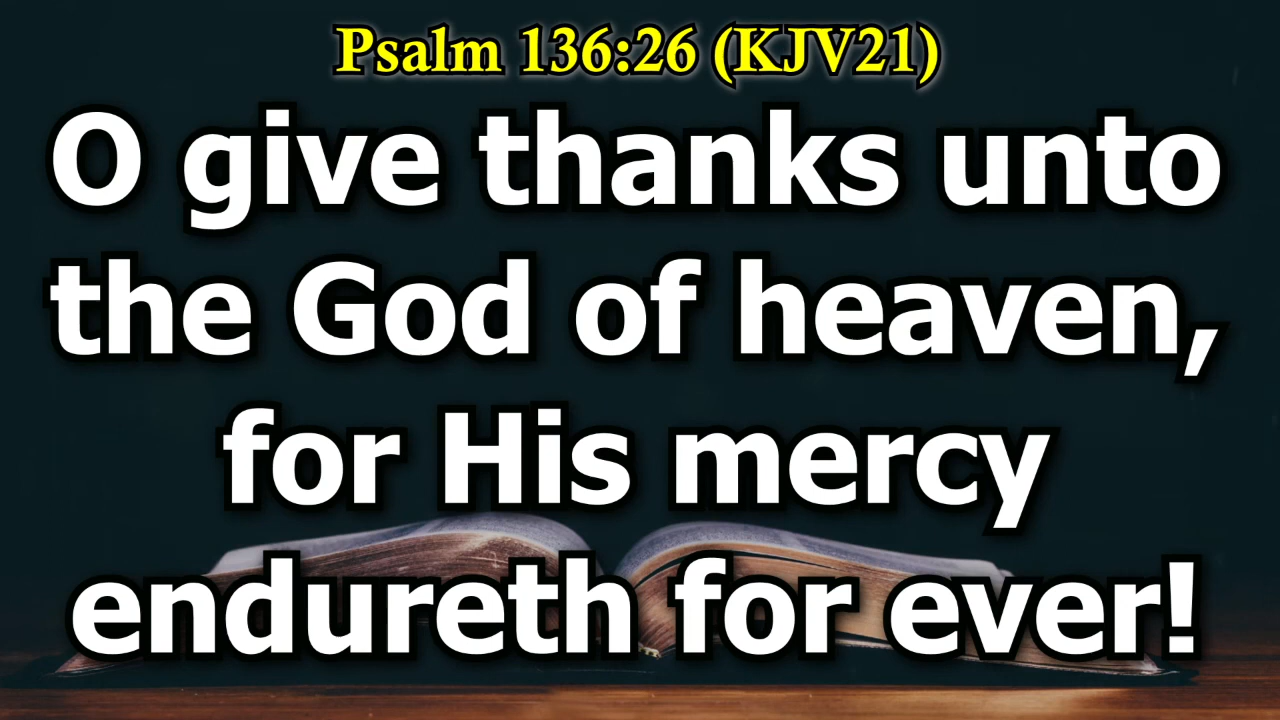 Psalm 136:26 (KJV21)
O give thanks unto
the God of heaven,
for His mercy
endureth for ever!